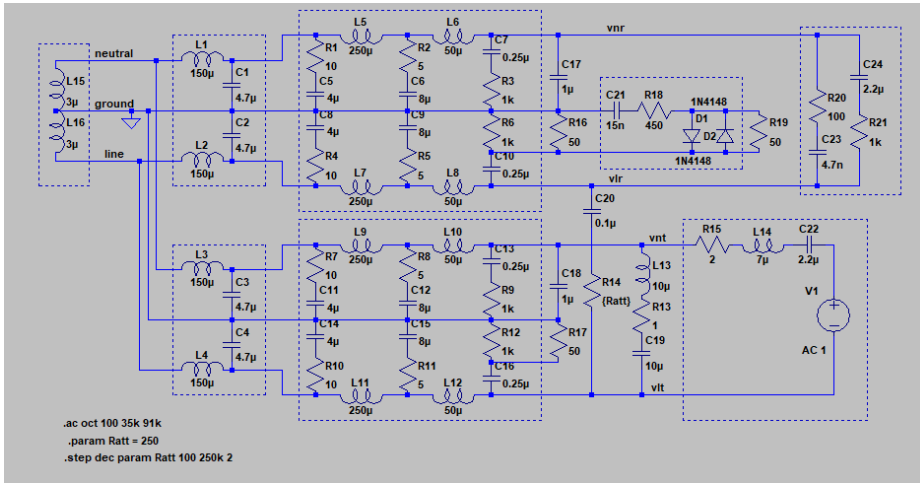 L5
L6
vnr
250µ
50µ
neutral
L1
150µ
C1
4.7µ
R1
10
C5
4µ
R2
5
C6
8µ
C7
0.25µ
R3
1k
C17
1µ
C24
2.2µ
L15
3µ
ground
L16
3µ
C2
4.7µ
line
L2
150µ
C8
4µ
R4
10
C9
8µ
R5
5
R6
1k
C10
0.25µ
R16
50
C21
15n
R18
450
1N4148
D1
D2
1N4148
R19
50
R20
100
C23
4.7n
R21
1k
L7
250µ
L8
50µ
vlr
C20
0.1µ
L9
250µ
L10
50µ
vnt
R15
2
L14
7µ
C22
2.2µ
L3
150µ
C3
4.7µ
R7
10
C11
4µ
R8
5
C12
8µ
C13
0.25µ
R9
1k
C18
1µ
R14
{Ratt}
L13
10µ
R13
1
C19
10µ
V1
AC 1
C4
4.7µ
L4
150µ
C14
4µ
R10
10
C15
8µ
R11
5
R12
1k
C16
0.25µ
R17
50
L11
250µ
L12
50µ
vlt
.ac oct 100 35k 91k
.param Ratt = 250
.step dec param Ratt 100 250k 2